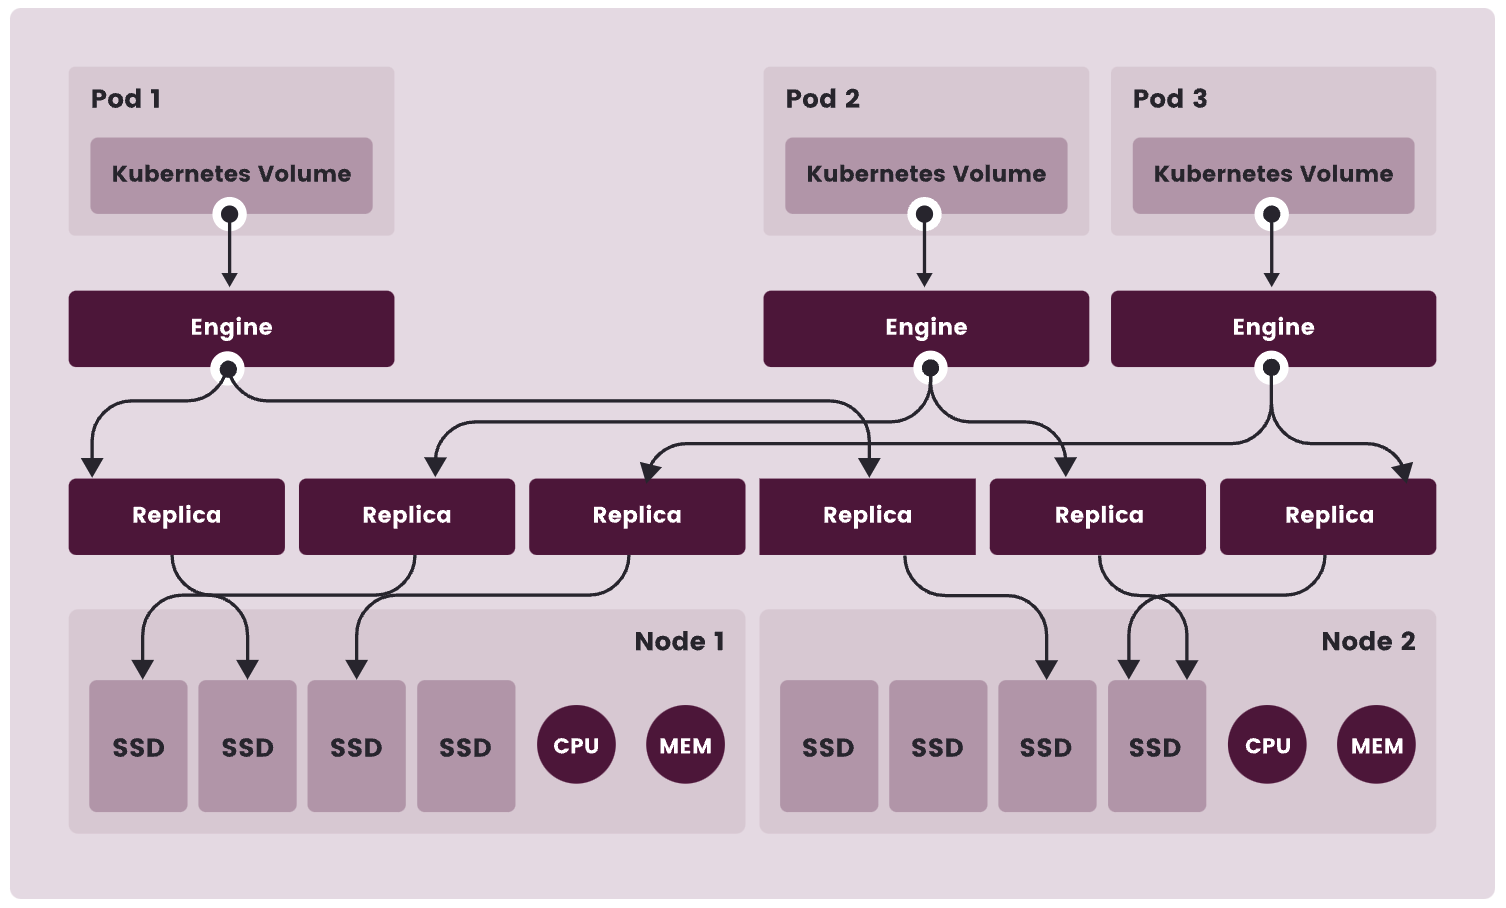 Pod 1
Pod 2
Pod 3
Kubernetes Volume
Kubernetes Volume
Kubernetes Volume
Engine
Engine
Engine
Replica
Replica
Replica
Replica
Replica
Replica
Node 1
Node 2
SSD
SSD
SSD
SSD
CPU
MEM
SSD
SSD
SSD
SSD
CPU
MEM